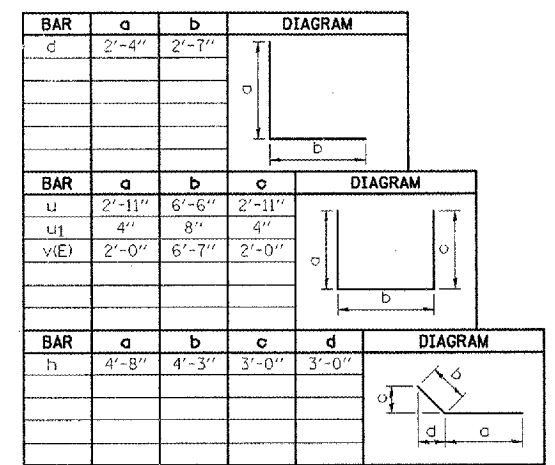 BAR a b DIAGRAM
d 2'-4" 2'-7"
a
b
BAR a b c DIAGRAM
u 2'-11" 6'-6" 2'-11"
u1 4" 8" 4"
v(E) 2'-0" 6'-7" 2'-0"
a
c
b
BAR a b c d DIAGRAM
h 4'-8" 4'-3" 3'-0" 3'-0"
b
c
d a